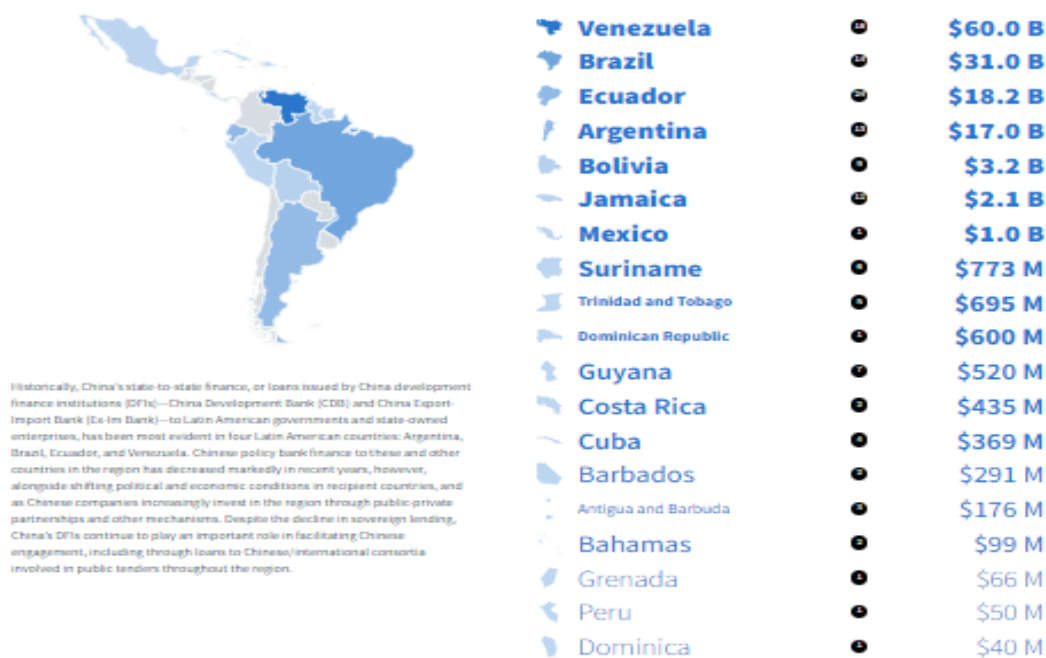 Venezuela $60.0 B
Brazil $31.0 B
Ecuador $18.2 B
Argentina $17.0 B
Bolivia $3.2 B
Jamaica $2.1 B
Mexico $1.0 B
Suriname $773 M
Trinidad and Tobago $695 M
Dominican Republic $600 M
Guyana $520 M
Costa Rica $435 M
Cuba $369 M
Barbados $291 M
Antigua and Barbuda $176 M
Bahamas $99 M
Grenada $66 M
Peru $50 M
Dominica $40 M
Historically, China's state-to-state finance, or loans issued by China development
finance institutions (DFIs)—China Development Bank (CDB) and China Export-
Import Bank (Ex-Im Bank)—to Latin American governments and state-owned
enterprises, has been most evident in four Latin American countries: Argentina,
Brazil, Ecuador, and Venezuela. Chinese policy bank finance to these and other
countries in the region has decreased markedly in recent years, however,
alongside shifting political and economic conditions in recipient countries, and
as Chinese companies increasingly invest in the region through public-private
partnerships and other mechanisms. Despite the decline in sovereign lending,
China's DFIs continue to play an important role in facilitating Chinese
engagement, including through loans to Chinese/international consortia
involved in public tenders throughout the region.